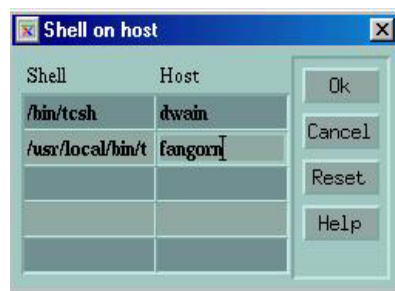 Shell on host
Shell Host
Ok
/bin/tcsh dwain
Cancel
/usr/local/bin/t fangorn
Reset
Help